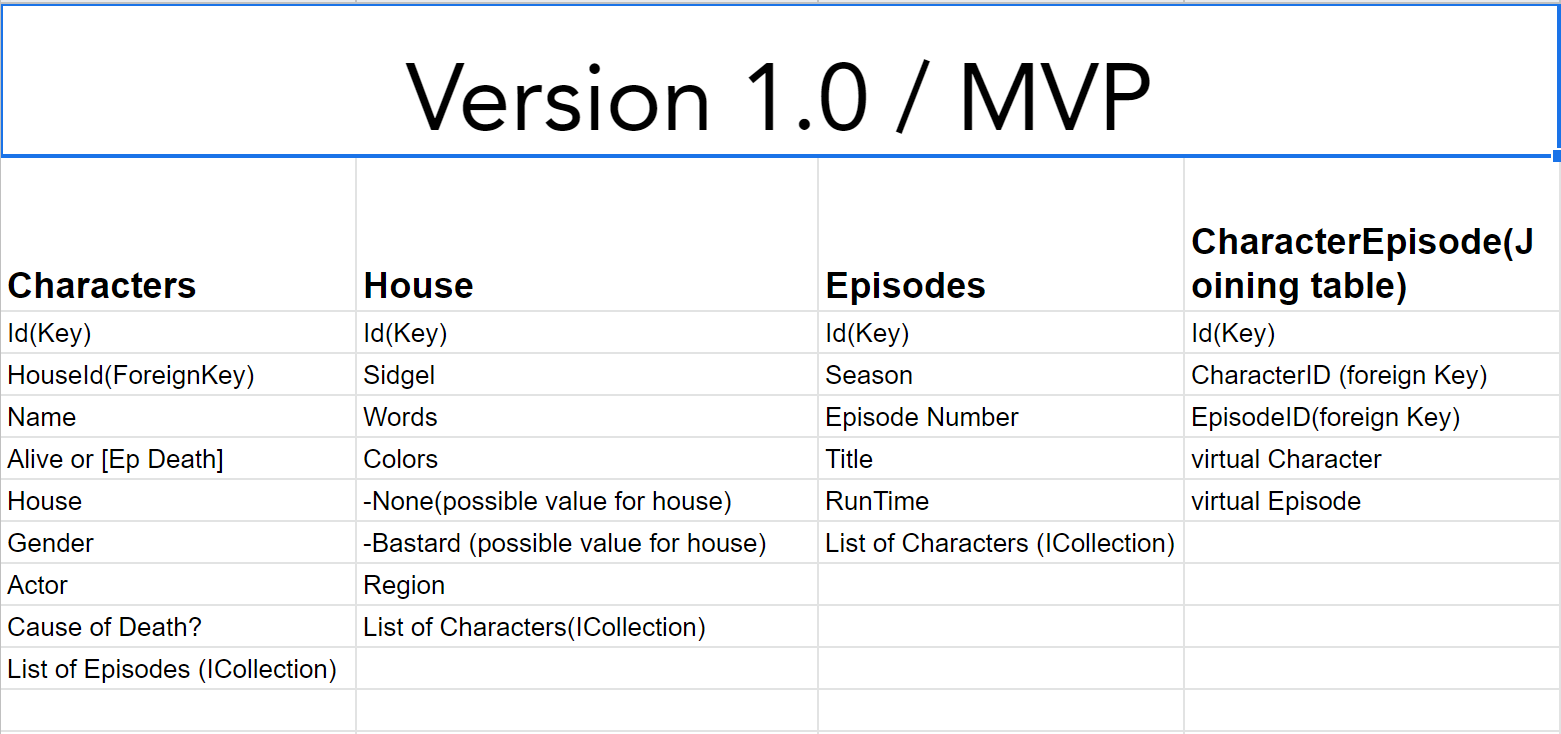 Version 1.0 / MVP
Characters
House
Episodes
CharacterEpisode(J
oining table)
Id(Key)
Id(Key)
Id(Key)
Id(Key)
HouseId(ForeignKey)
Sidgel
Season
CharacterID (foreign Key)
Name
Words
Episode Number
EpisodeID(foreign Key)
Alive or [Ep Death]
Colors
Title
virtual Character
House
-None(possible value for house)
RunTime
virtual Episode
Gender
-Bastard (possible value for house)
List of Characters (ICollection)
Actor
Region
Cause of Death?
List of Characters(ICollection)
List of Episodes (ICollection)